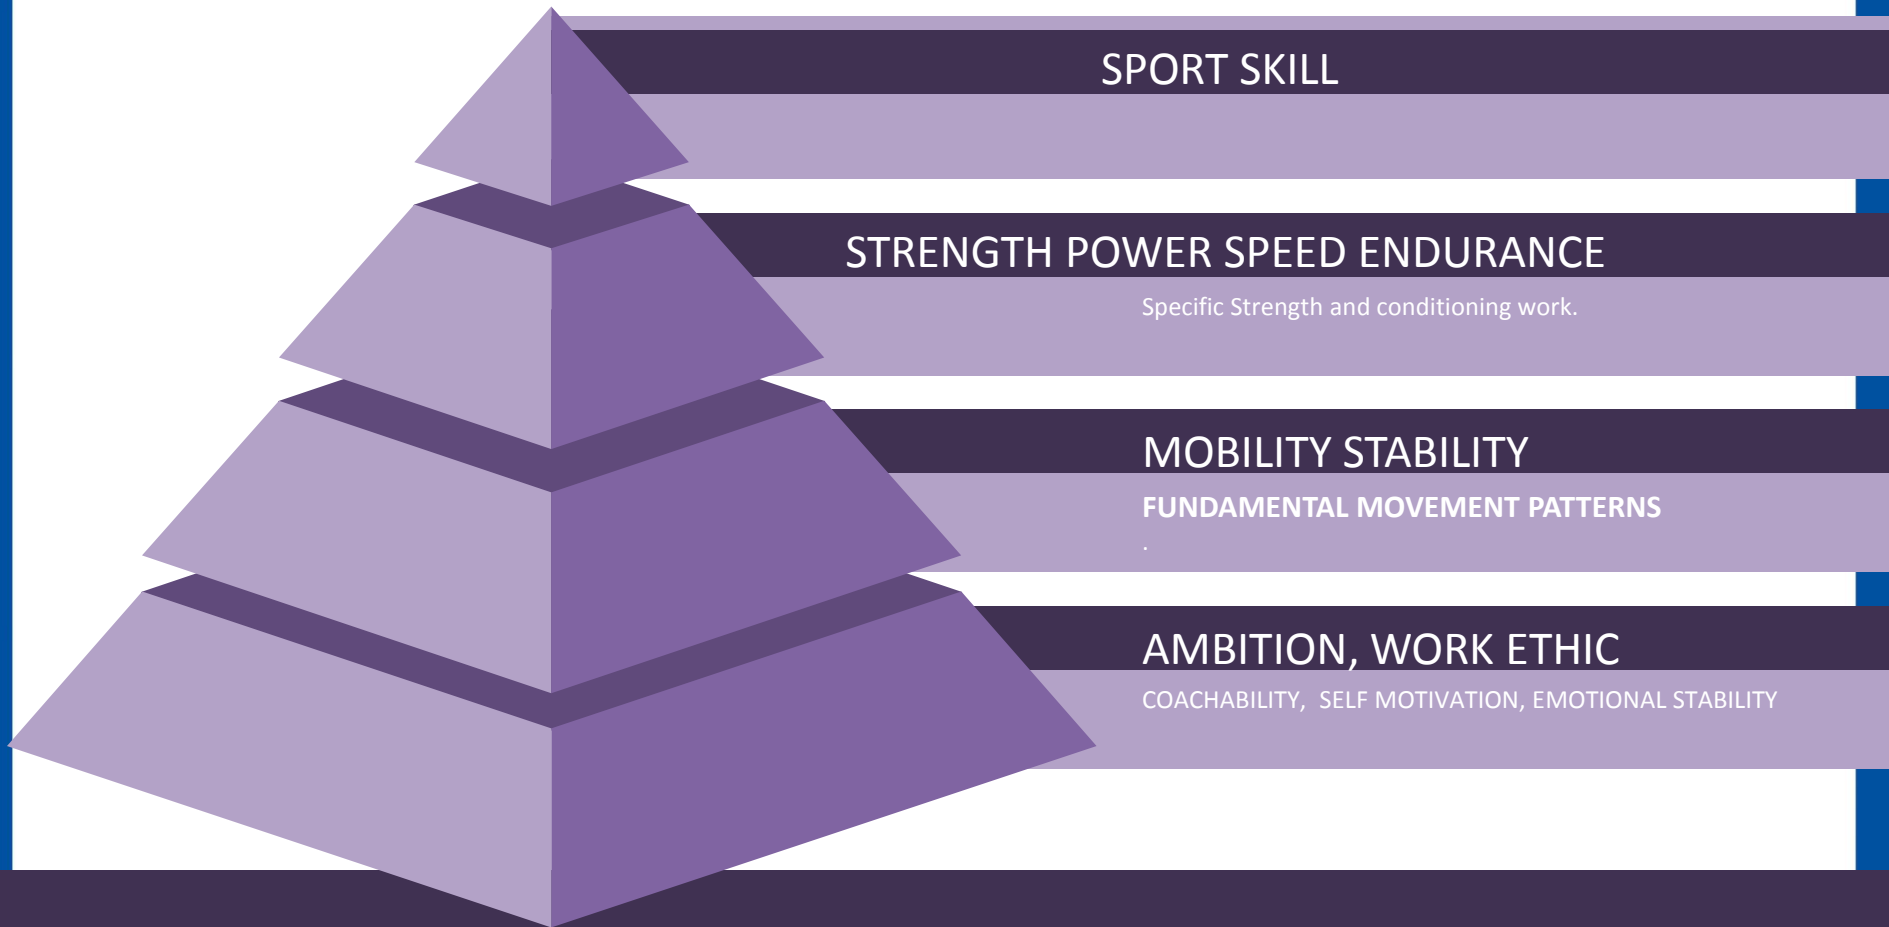 SPORT SKILL
STRENGTH POWER SPEED ENDURANCE
Specific Strength and conditioning work.
MOBILITY STABILITY
FUNDAMENTAL MOVEMENT PATTERNS
.
AMBITION, WORK ETHIC
COACHABILITY,  SELF MOTIVATION, EMOTIONAL STABILITY